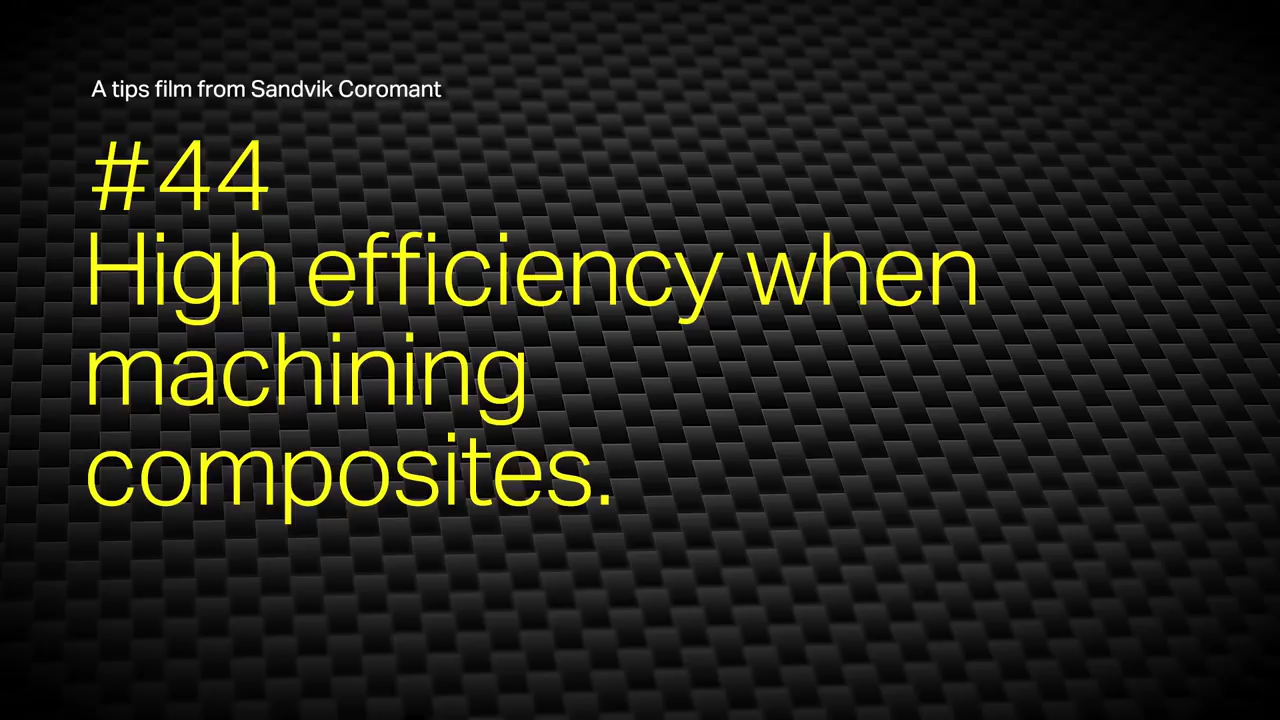 A tips film from Sandvik Coromant
#44
High efficiency when
machining
composites.